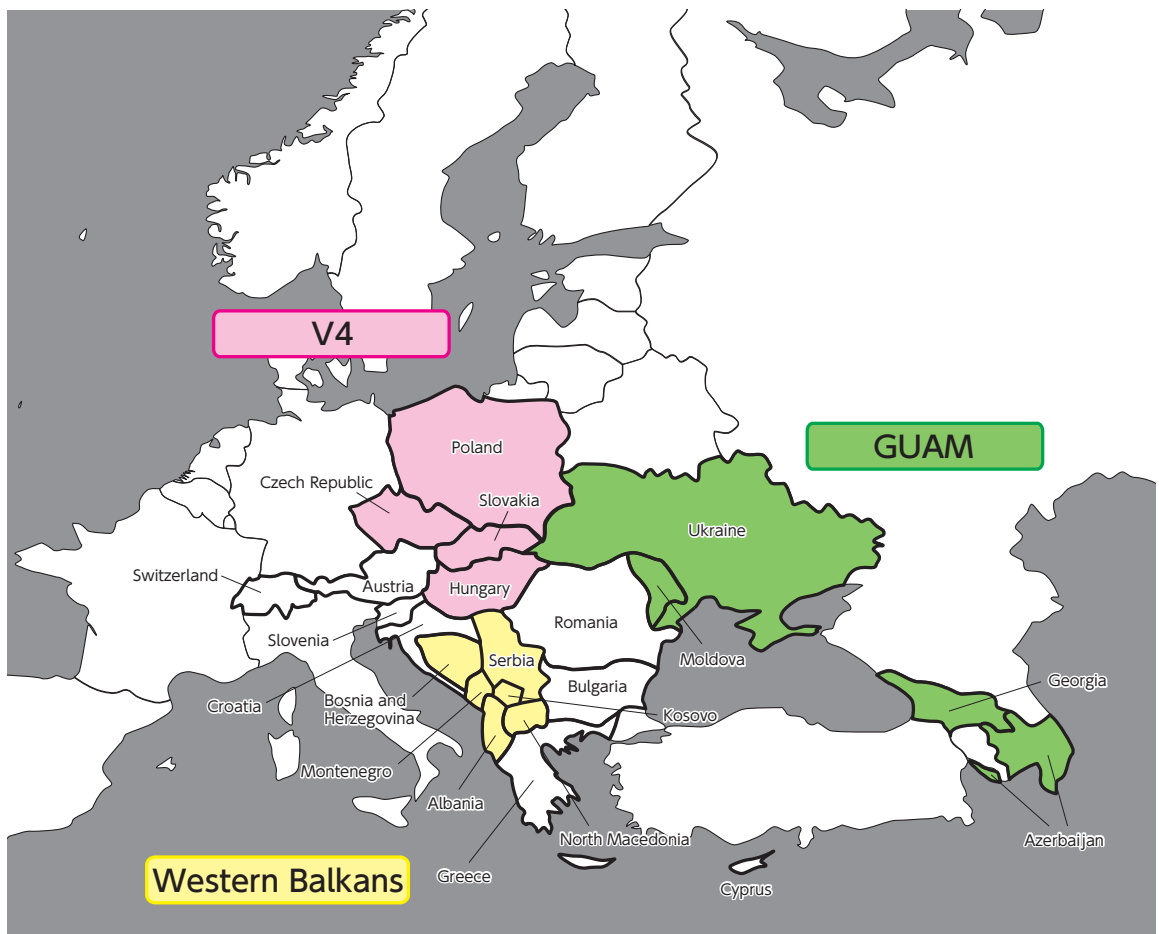 V4
GUAM
Poland
Czech Republic
Slovakia
Ukraine
Switzerland
Austria
Hungary
Romania
Slovenia
Serbia
Moldova
Bulgaria
Georgia
Croatia
Bosnia and
Herzegovina
Kosovo
Montenegro
Albania
North Macedonia
Azerbaijan
Greece
Cyprus
Western Balkans